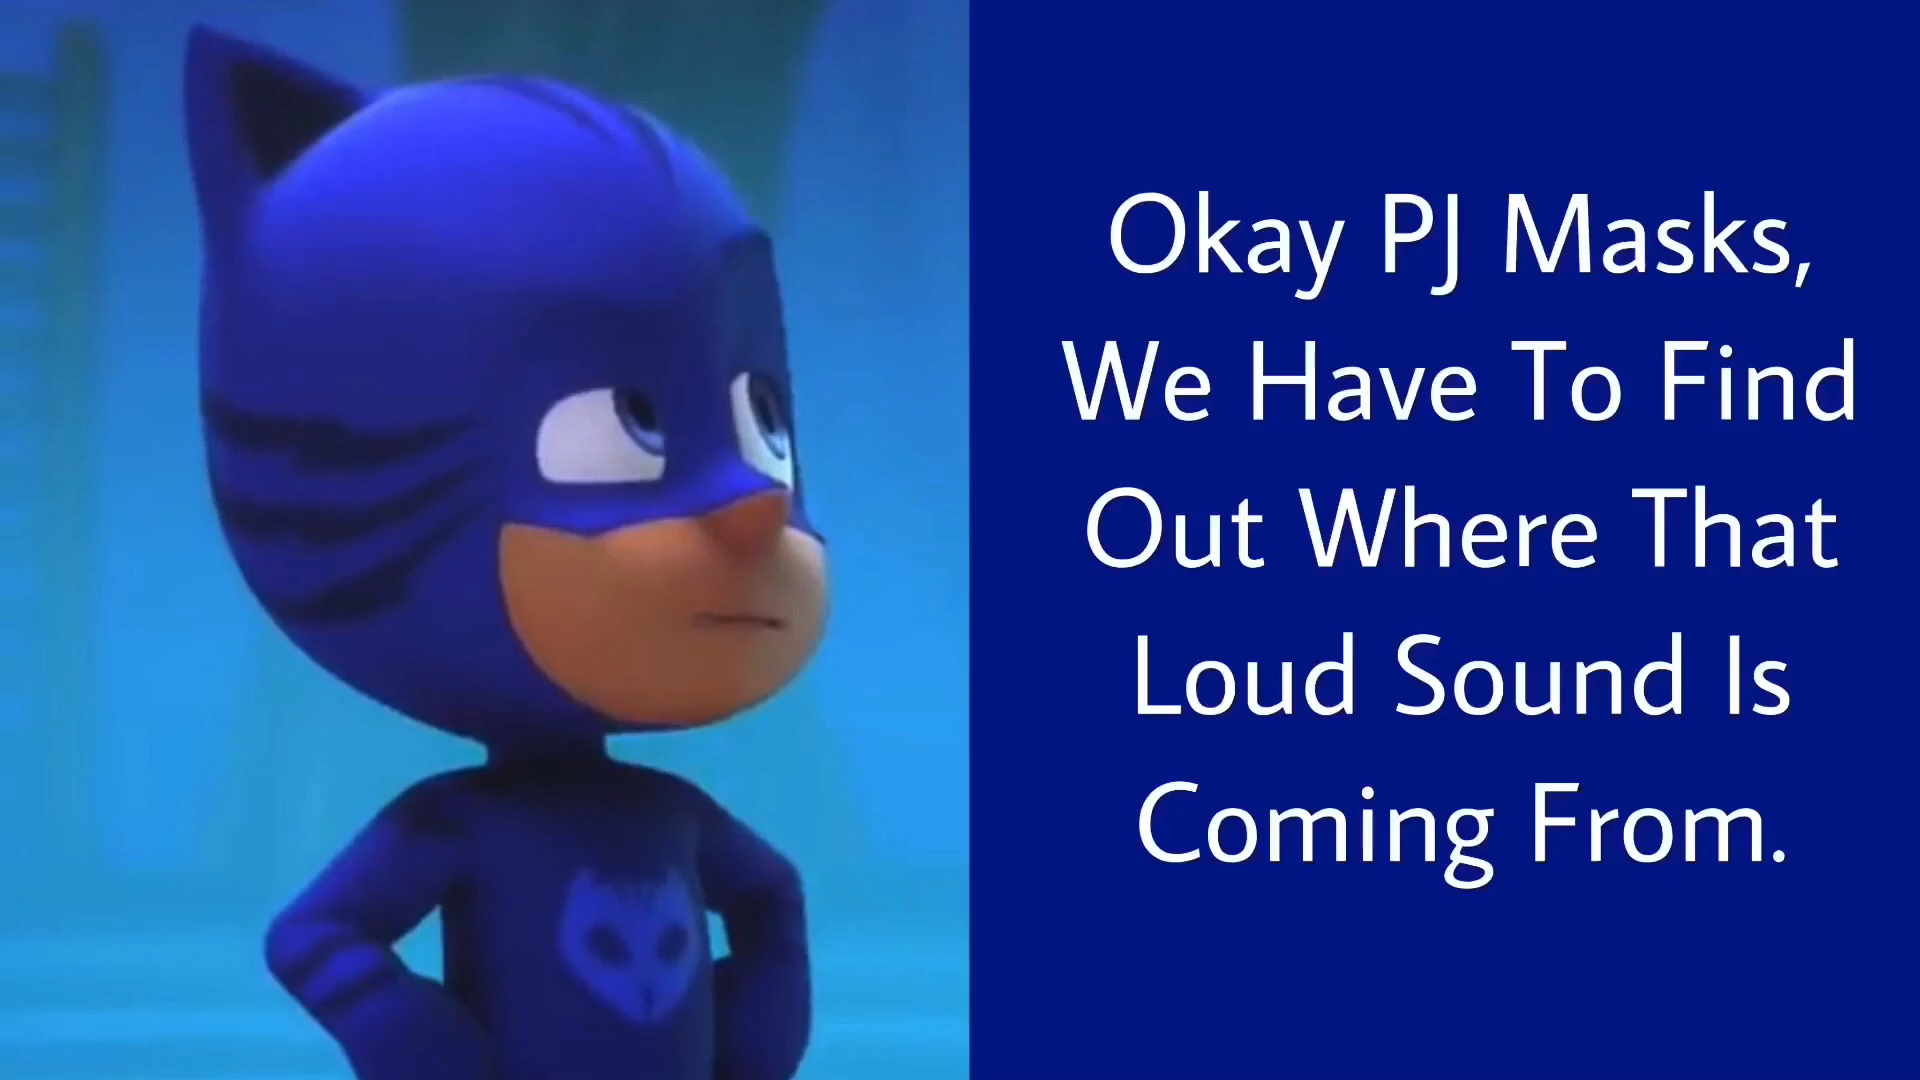 Okay PJ Masks,
We Have To Find
Out Where That
Loud Sound Is
Coming From.